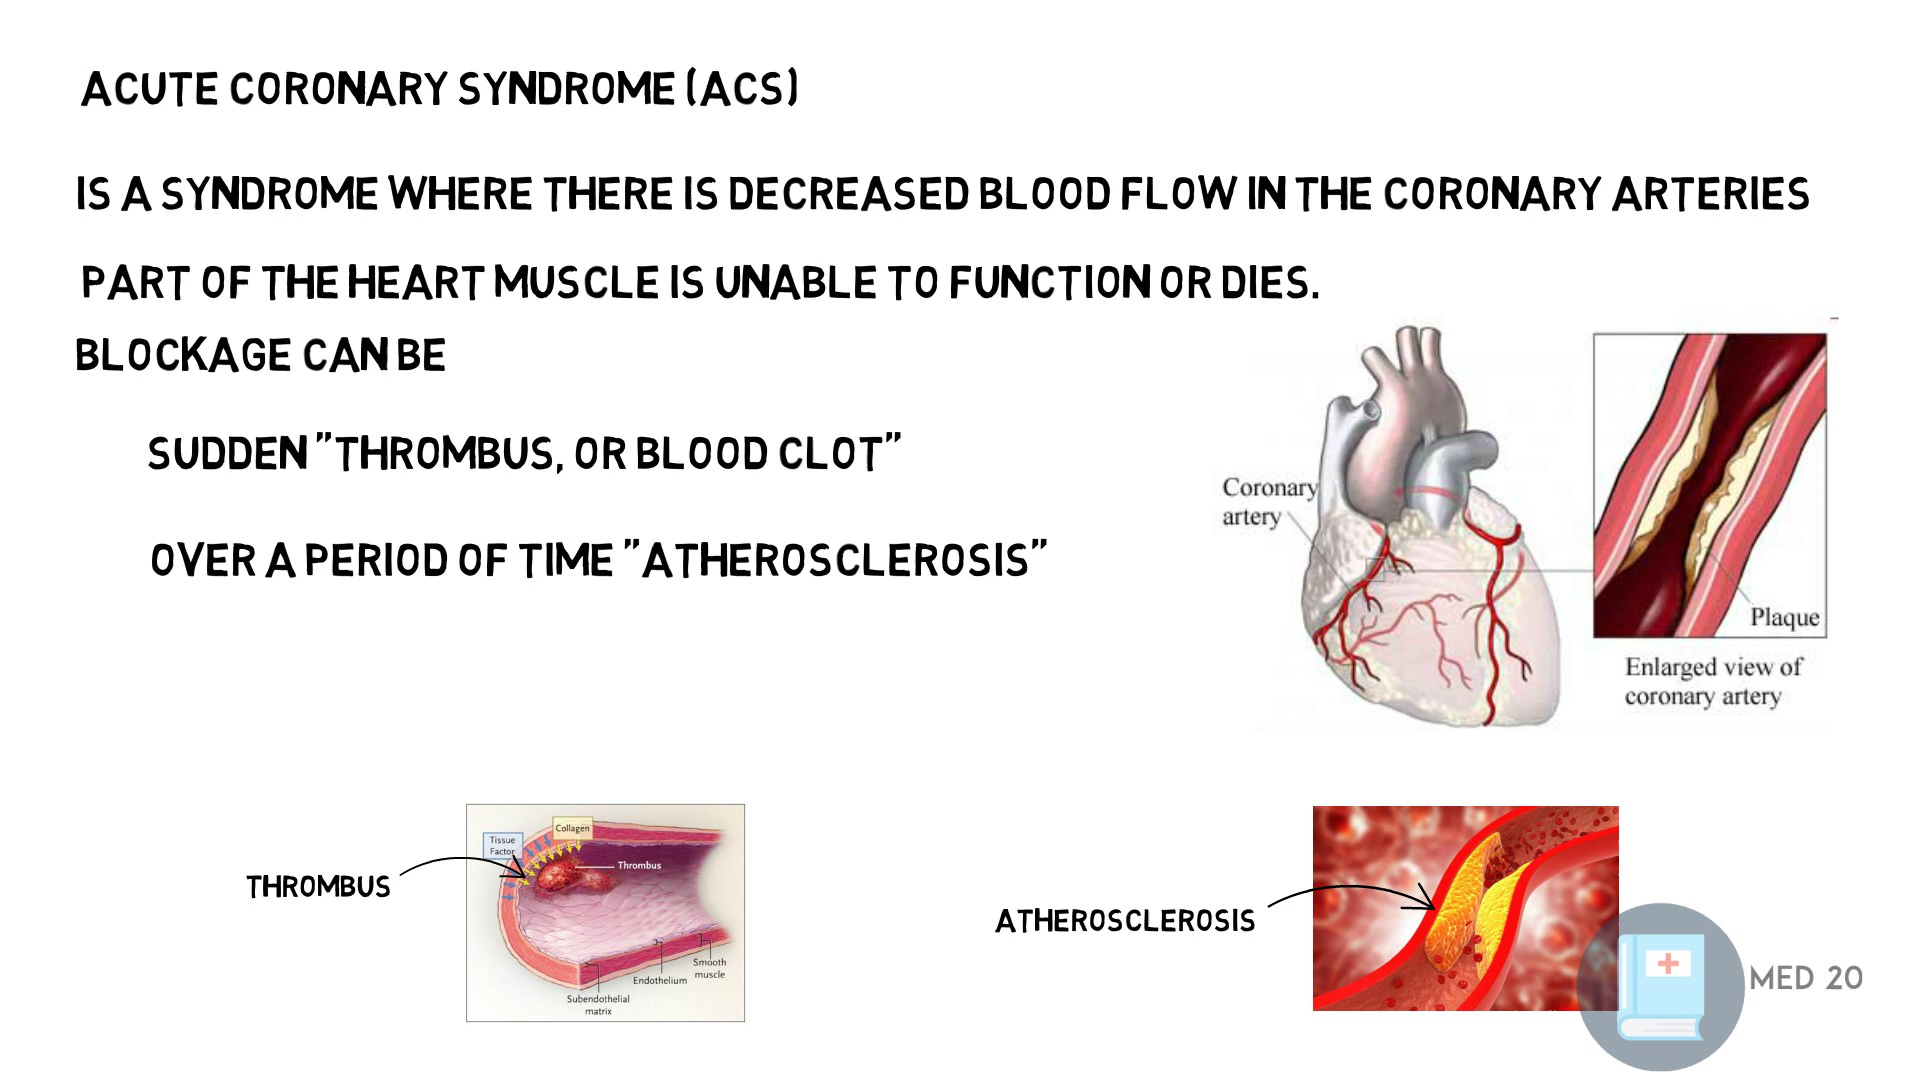 ACUTE CORONARY SYNDROME (ACS)
IS A SYNDROME WHERE THERE IS DECREASED BLOOD FLOW IN THE CORONARY ARTERIES
PART OF THE HEART MUSCLE IS UNABLE TO FUNCTION OR DIES.
BLOCKAGE CAN BE
SUDDEN "THROMBUS, OR BLOOD CLOT"
OVER A PERIOD OF TIME "ATHEROSCLEROSIS"
Coronary
artery
Plaque
Enlarged view of
coronary artery
THROMBUS
Tissue
Factor
Collagen
Thrombus
Smooth
muscle
Endothelium
Subendothelial
matrix
ATHEROSCLEROSIS
MED 20